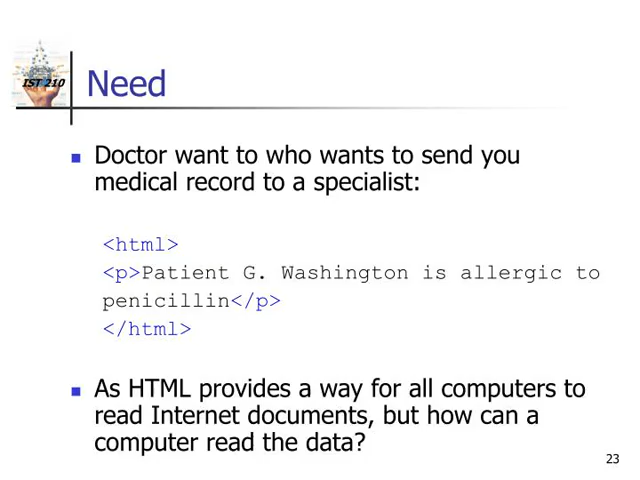 IST 210
Need
Doctor want to who wants to send you
medical record to a specialist:
<html>
<p>Patient G. Washington is allergic to
penicillin</p>
</html>
As HTML provides a way for all computers to
read Internet documents, but how can a
computer read the data?
23